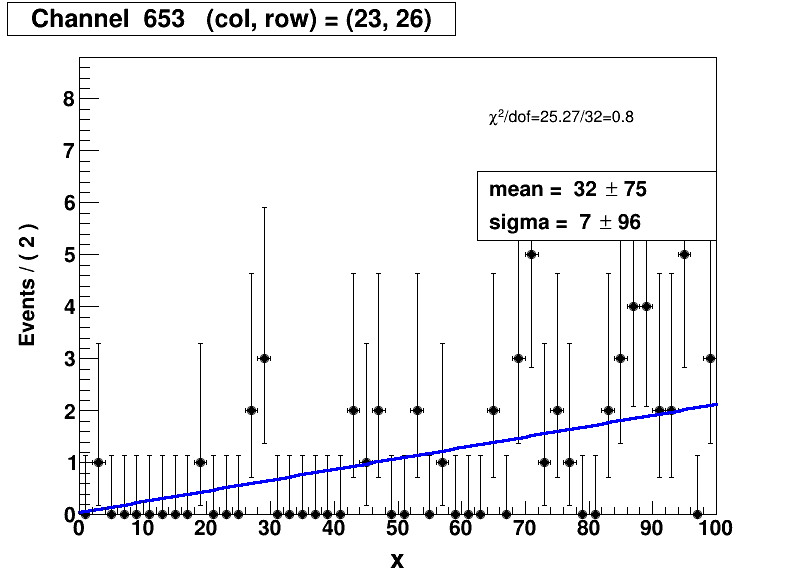 Channel 653 (col, row) = (23, 26)
χ²/dof=25.27/32=0.8
mean = 32 ± 75
sigma = 7 ± 96
Events / ( 2 )
8
7
6
5
4
3
2
1
0
0 10 20 30 40 50 60 70 80 90 100
x